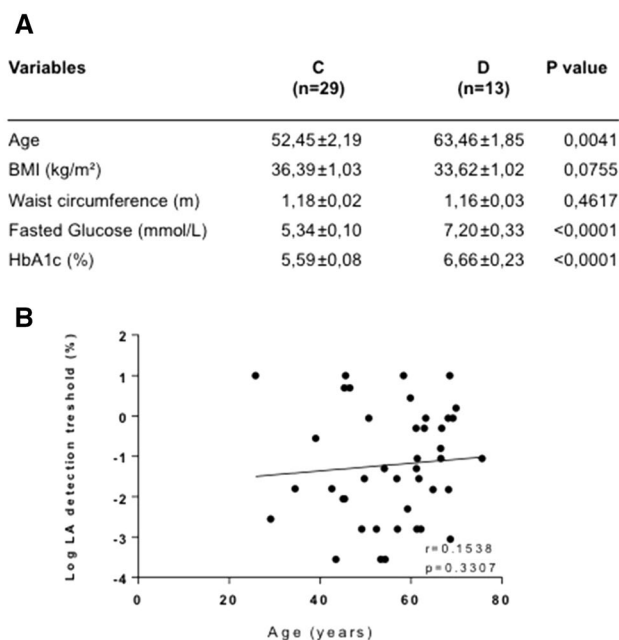 A
Variables C D P value
(n=29) (n=13)
Age 52,45±2,19 63,46±1,85 0,0041
BMI (kg/m²) 36,39±1,03 33,62±1,02 0,0755
Waist circumference (m) 1,18±0,02 1,16±0,03 0,4617
Fasted Glucose (mmol/L) 5,34±0,10 7,20±0,33 <0,0001
HbA1c (%) 5,59±0,08 6,66±0,23 <0,0001
B
Log LA detection treshold (%)
2
1
0
-1
-2
-3
-4
r=0.1538
p=0.3307
0 20 40 60 80
Age (years)